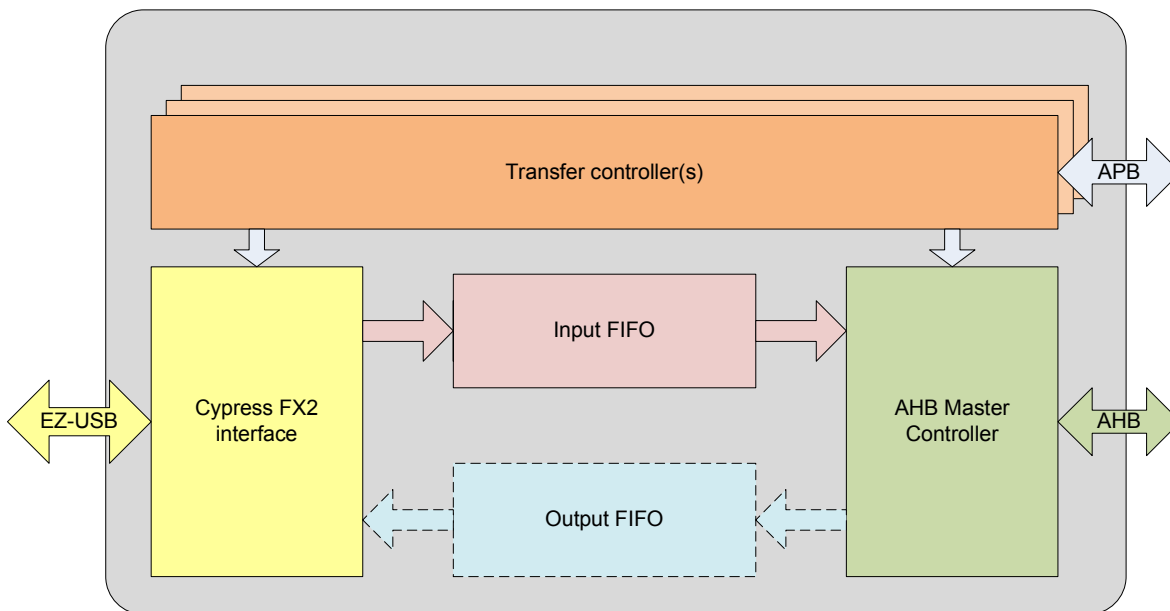 Transfer controller(s)
APB
Input FIFO
EZ-USB
Cypress FX2
interface
AHB Master
Controller
AHB
Output FIFO